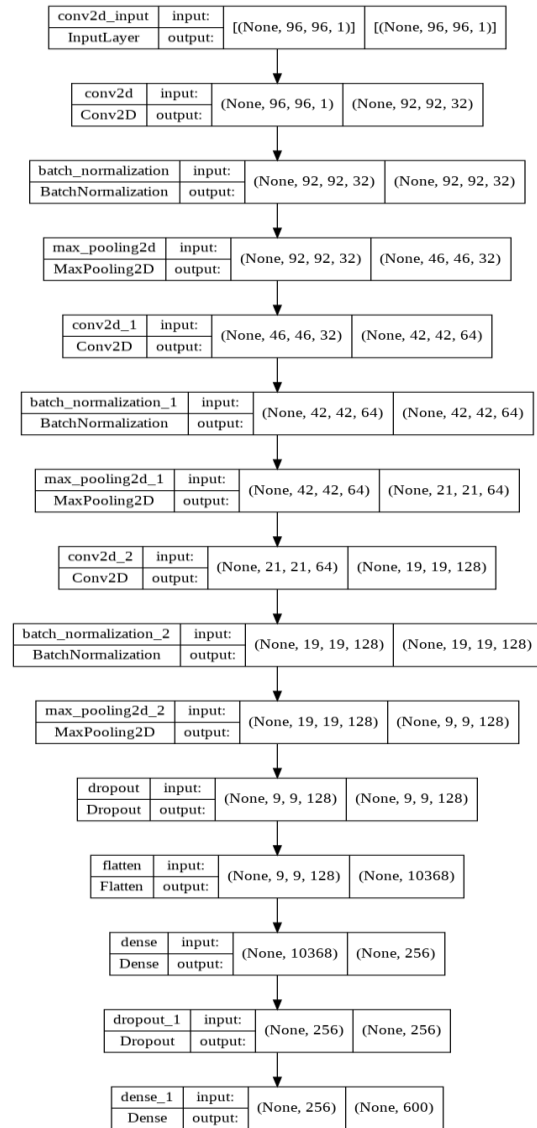 conv2d_input input: [(None, 96, 96, 1)] [(None, 96, 96, 1)]
InputLayer output:
conv2d input: (None, 96, 96, 1) (None, 92, 92, 32)
Conv2D output:
batch_normalization input: (None, 92, 92, 32) (None, 92, 92, 32)
BatchNormalization output:
max_pooling2d input: (None, 92, 92, 32) (None, 46, 46, 32)
MaxPooling2D output:
conv2d_1 input: (None, 46, 46, 32) (None, 42, 42, 64)
Conv2D output:
batch_normalization_1 input: (None, 42, 42, 64) (None, 42, 42, 64)
BatchNormalization output:
max_pooling2d_1 input: (None, 42, 42, 64) (None, 21, 21, 64)
MaxPooling2D output:
conv2d_2 input: (None, 21, 21, 64) (None, 19, 19, 128)
Conv2D output:
batch_normalization_2 input: (None, 19, 19, 128) (None, 19, 19, 128)
BatchNormalization output:
max_pooling2d_2 input: (None, 19, 19, 128) (None, 9, 9, 128)
MaxPooling2D output:
dropout input: (None, 9, 9, 128) (None, 9, 9, 128)
Dropout output:
flatten input: (None, 9, 9, 128) (None, 10368)
Flatten output:
dense input: (None, 10368) (None, 256)
Dense output:
dropout_1 input: (None, 256) (None, 256)
Dropout output:
dense_1 input: (None, 256) (None, 600)
Dense output: